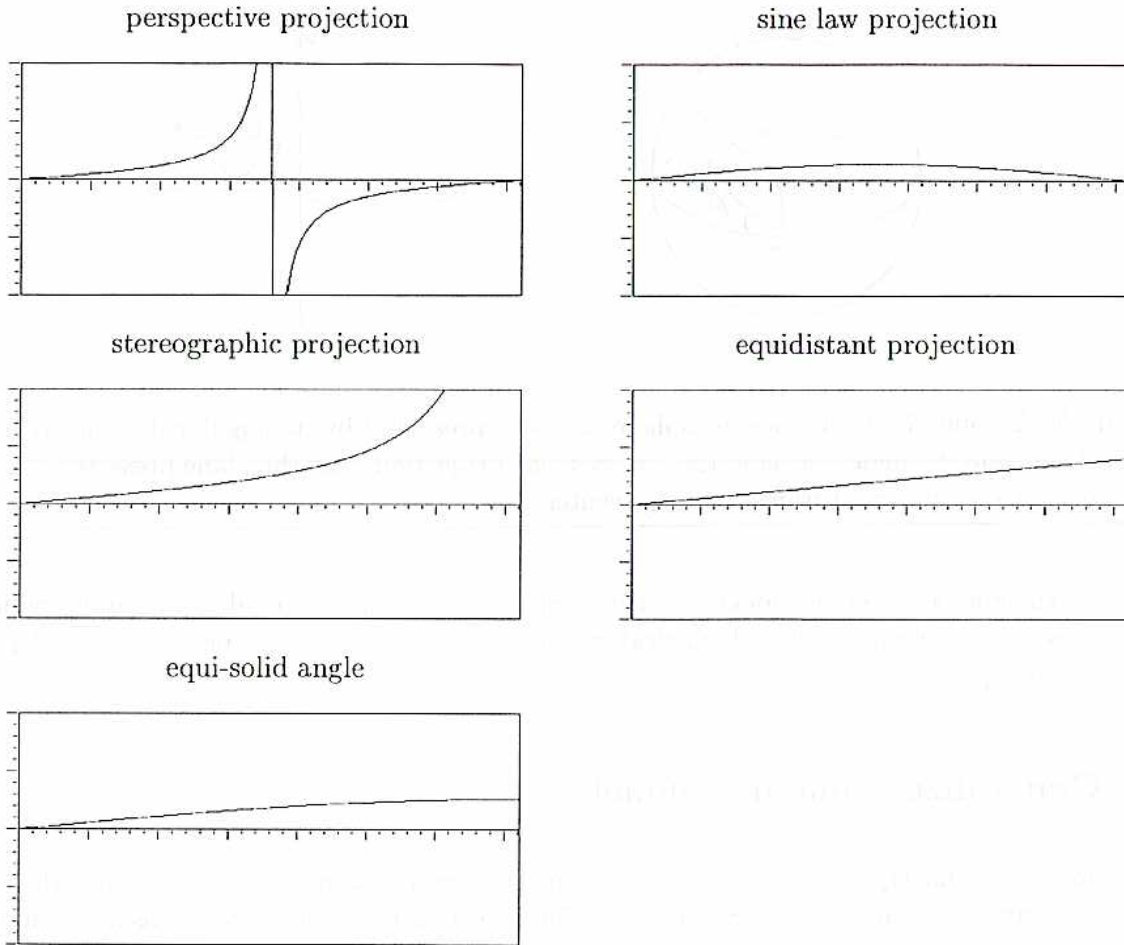 perspective projection
sine law projection
stereographic projection
equidistant projection
equi-solid angle